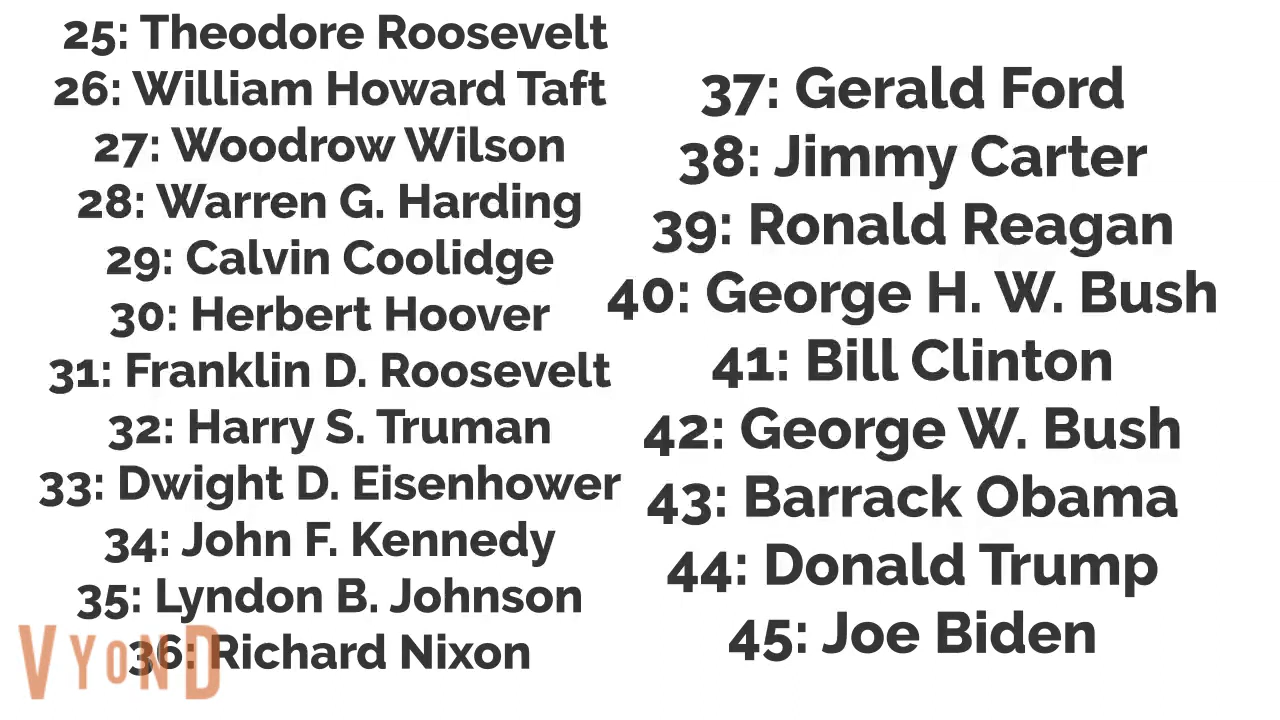 25: Theodore Roosevelt
26: William Howard Taft
27: Woodrow Wilson
28: Warren G. Harding
29: Calvin Coolidge
30: Herbert Hoover
31: Franklin D. Roosevelt
32: Harry S. Truman
33: Dwight D. Eisenhower
34: John F. Kennedy
35: Lyndon B. Johnson
36: Richard Nixon
VYOND
37: Gerald Ford
38: Jimmy Carter
39: Ronald Reagan
40: George H. W. Bush
41: Bill Clinton
42: George W. Bush
43: Barrack Obama
44: Donald Trump
45: Joe Biden